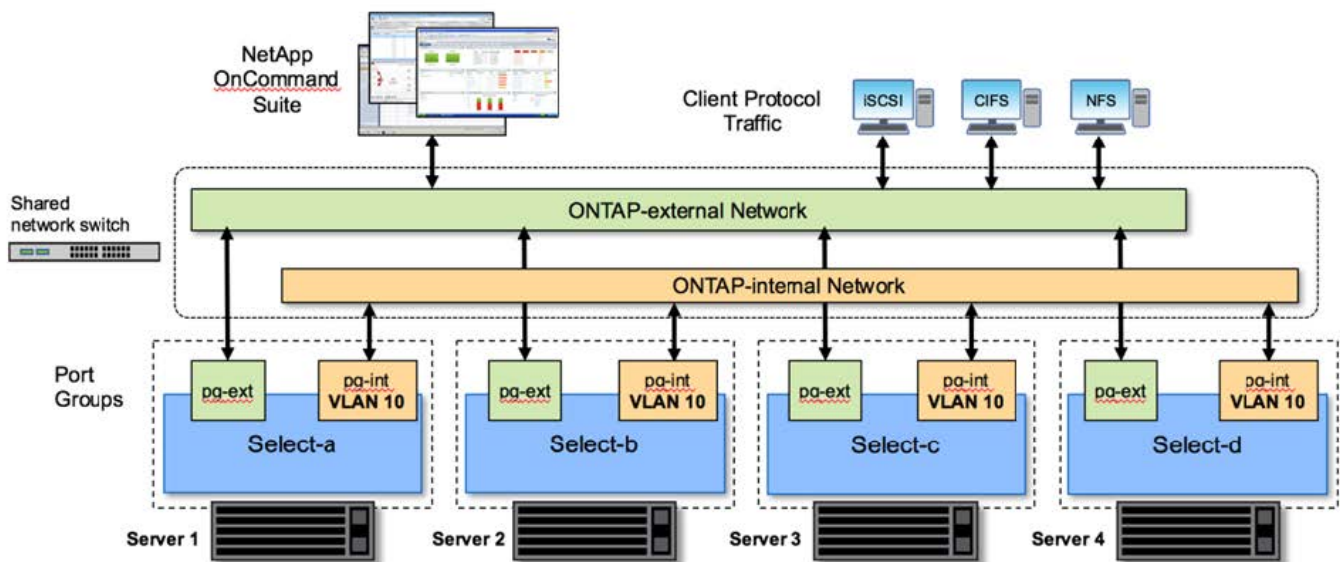 NetApp
OnCommand
Suite
Client Protocol
Traffic
iSCSI
CIFS
NFS
Shared
network switch
ONTAP-external Network
ONTAP-internal Network
Port
Groups
pg-ext
pg-int
VLAN 10
Select-a
pg-ext
pg-int
VLAN 10
Select-b
pg-ext
pg-int
VLAN 10
Select-c
pg-ext
pg-int
VLAN 10
Select-d
Server 1
Server 2
Server 3
Server 4